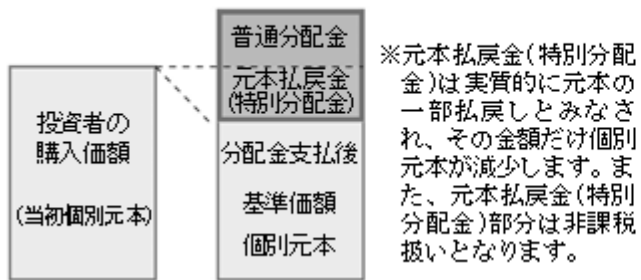 投資者の
購入価額
(当初個別元本)
普通分配金
元本払戻金
(特別分配金)
分配金支払後
基準価額
個別元本
※元本払戻金(特別分配
金)は実質的に元本の
一部払戻しとみなさ
れ、その金額だけ個別
元本が減少します。ま
た、元本払戻金(特別
分配金)部分は非課税
扱いとなります。